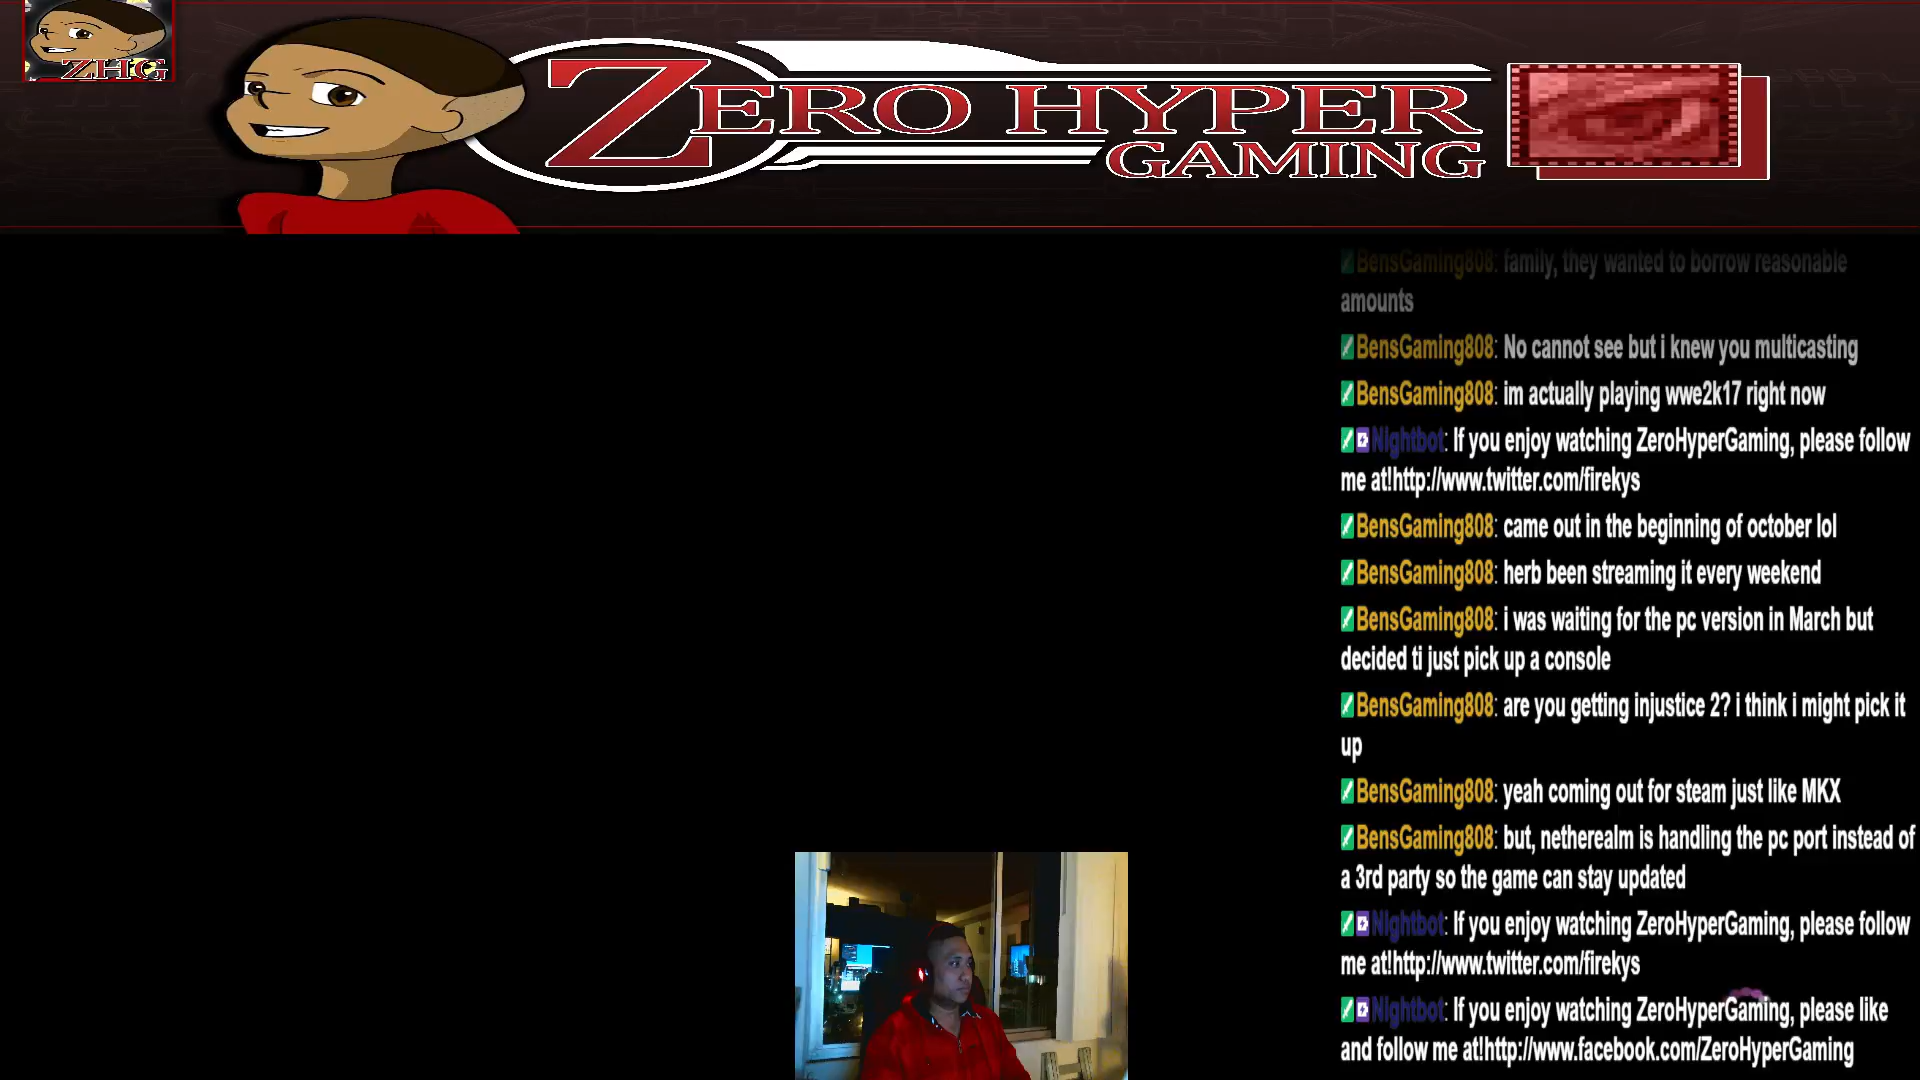 ZHG
ZERO HYPER
GAMING
BensGaming808: family, they wanted to borrow reasonable
amounts
BensGaming808: No cannot see but i knew you multicasting
BensGaming808: im actually playing wwe2k17 right now
Nightbot: If you enjoy watching ZeroHyperGaming, please follow
me at!http://www.twitter.com/firekys
BensGaming808: came out in the beginning of october lol
BensGaming808: herb been streaming it every weekend
BensGaming808: i was waiting for the pc version in March but
decided ti just pick up a console
BensGaming808: are you getting injustice 2? i think i might pick it
up
BensGaming808: yeah coming out for steam just like MKX
BensGaming808: but, netherealm is handling the pc port instead of
a 3rd party so the game can stay updated
Nightbot: If you enjoy watching ZeroHyperGaming, please follow
me at!http://www.twitter.com/firekys
Nightbot: If you enjoy watching ZeroHyperGaming, please like
and follow me at!http://www.facebook.com/ZeroHyperGaming